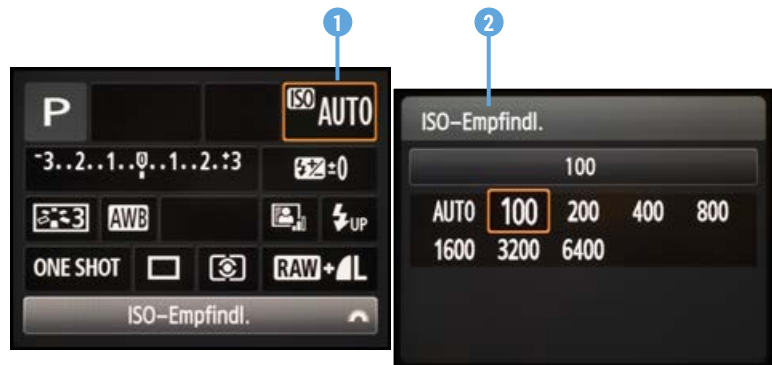 1
2
P
ISO AUTO
-3..2..1..0..1..2.:+3
±0
AWB
UP
ONE SHOT
RAW+L
ISO-Empfindl.
ISO-Empfindl.
100
AUTO 100 200 400 800
1600 3200 6400